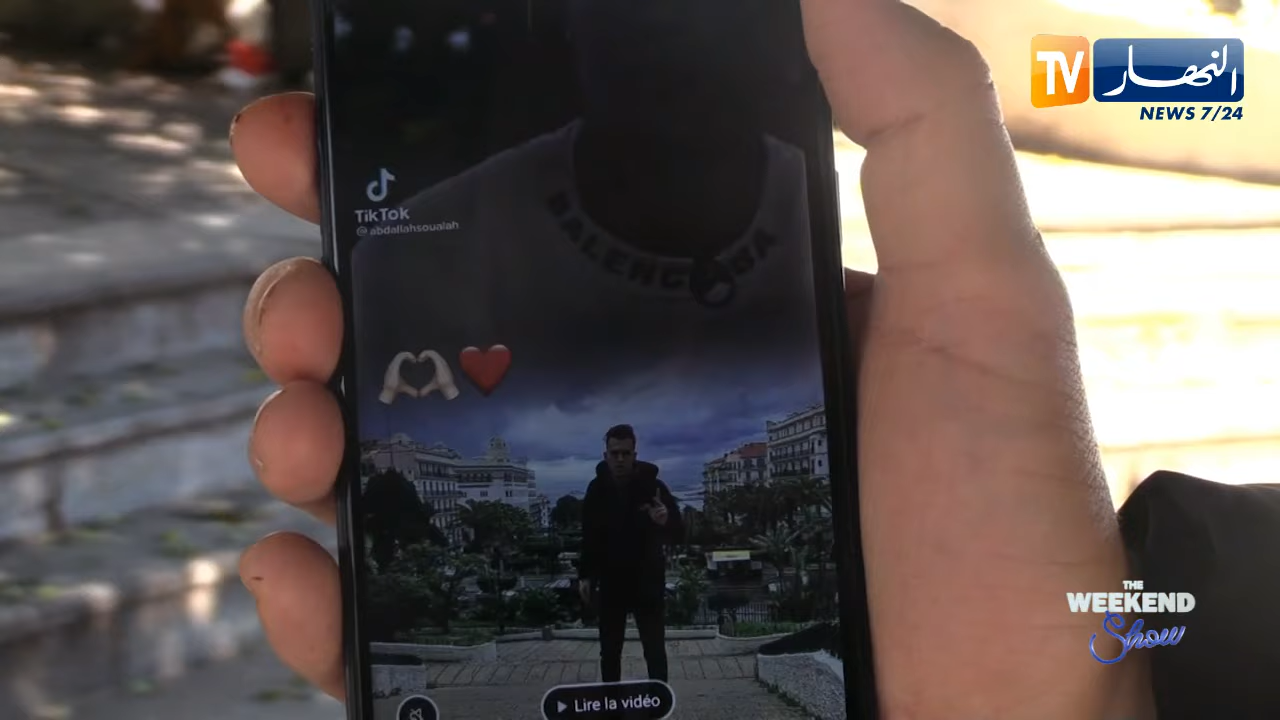 TV النهار
NEWS 7/24
TikTok
@abdallahsoualah
BALENCIAGA
THE
WEEKEND
Show
Lire la vidéo